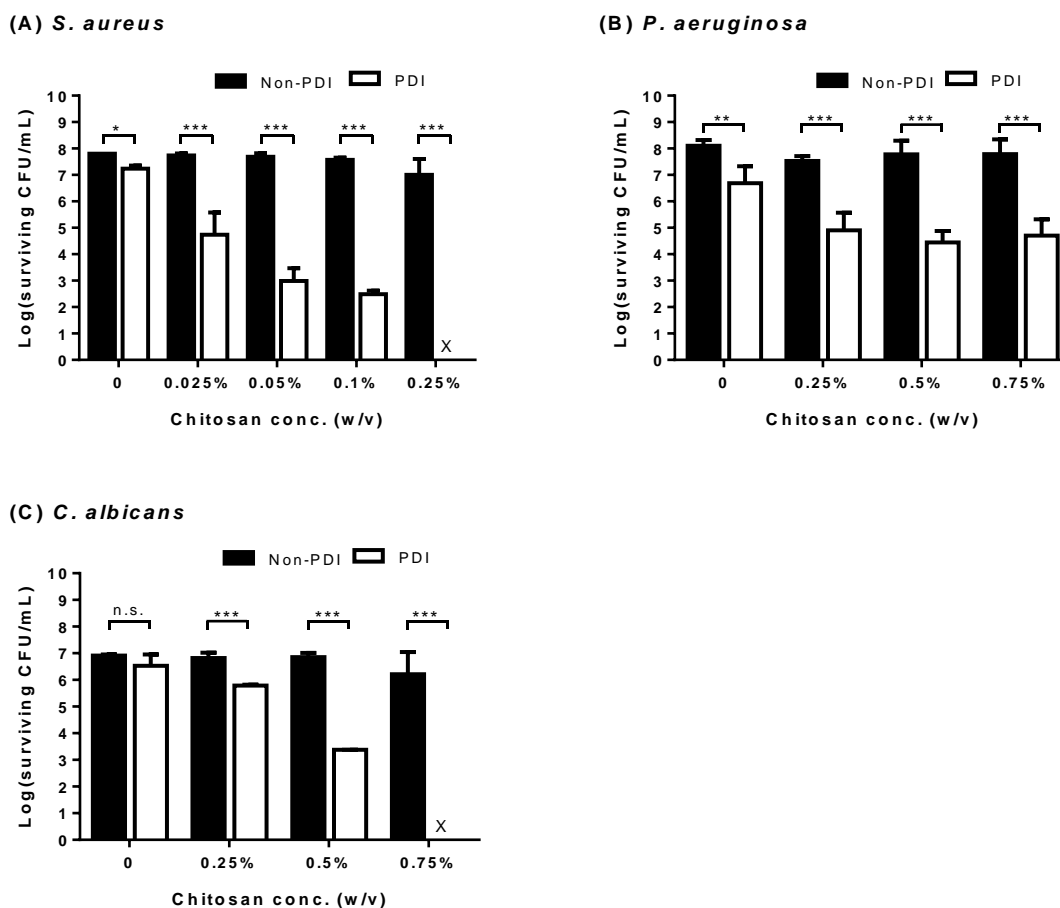 (A) S. aureus
Non-PDI PDI
10
9
8
7
6
5
4
3
2
1
0
Log(surviving CFU/mL)
* *** *** *** ***
X
0 0.025% 0.05% 0.1% 0.25%
Chitosan conc. (w/v)
(B) P. aeruginosa
Non-PDI PDI
10
9
8
7
6
5
4
3
2
1
0
Log(surviving CFU/mL)
** *** *** ***
0 0.25% 0.5% 0.75%
Chitosan conc. (w/v)
(C) C. albicans
Non-PDI PDI
10
9
8
7
6
5
4
3
2
1
0
Log(surviving CFU/mL)
n.s. *** *** ***
X
0 0.25% 0.5% 0.75%
Chitosan conc. (w/v)